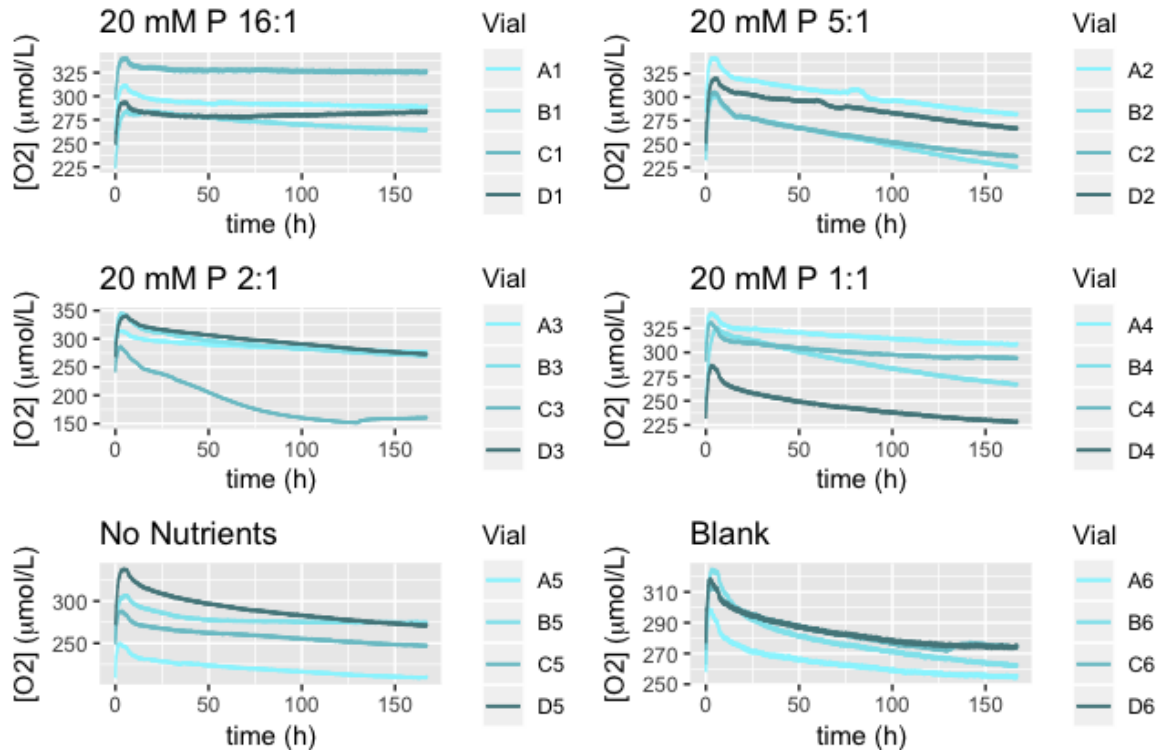 20 mM P 16:1
[O2] (μmol/L)
325
300
275
250
225
0 50 100 150
time (h)
Vial
A1
B1
C1
D1
20 mM P 5:1
[O2] (μmol/L)
325
300
275
250
225
0 50 100 150
time (h)
Vial
A2
B2
C2
D2
20 mM P 2:1
[O2] (μmol/L)
350
300
250
200
150
0 50 100 150
time (h)
Vial
A3
B3
C3
D3
20 mM P 1:1
[O2] (μmol/L)
325
300
275
250
225
0 50 100 150
time (h)
Vial
A4
B4
C4
D4
No Nutrients
[O2] (μmol/L)
300
250
0 50 100 150
time (h)
Vial
A5
B5
C5
D5
Blank
[O2] (μmol/L)
310
290
270
250
0 50 100 150
time (h)
Vial
A6
B6
C6
D6